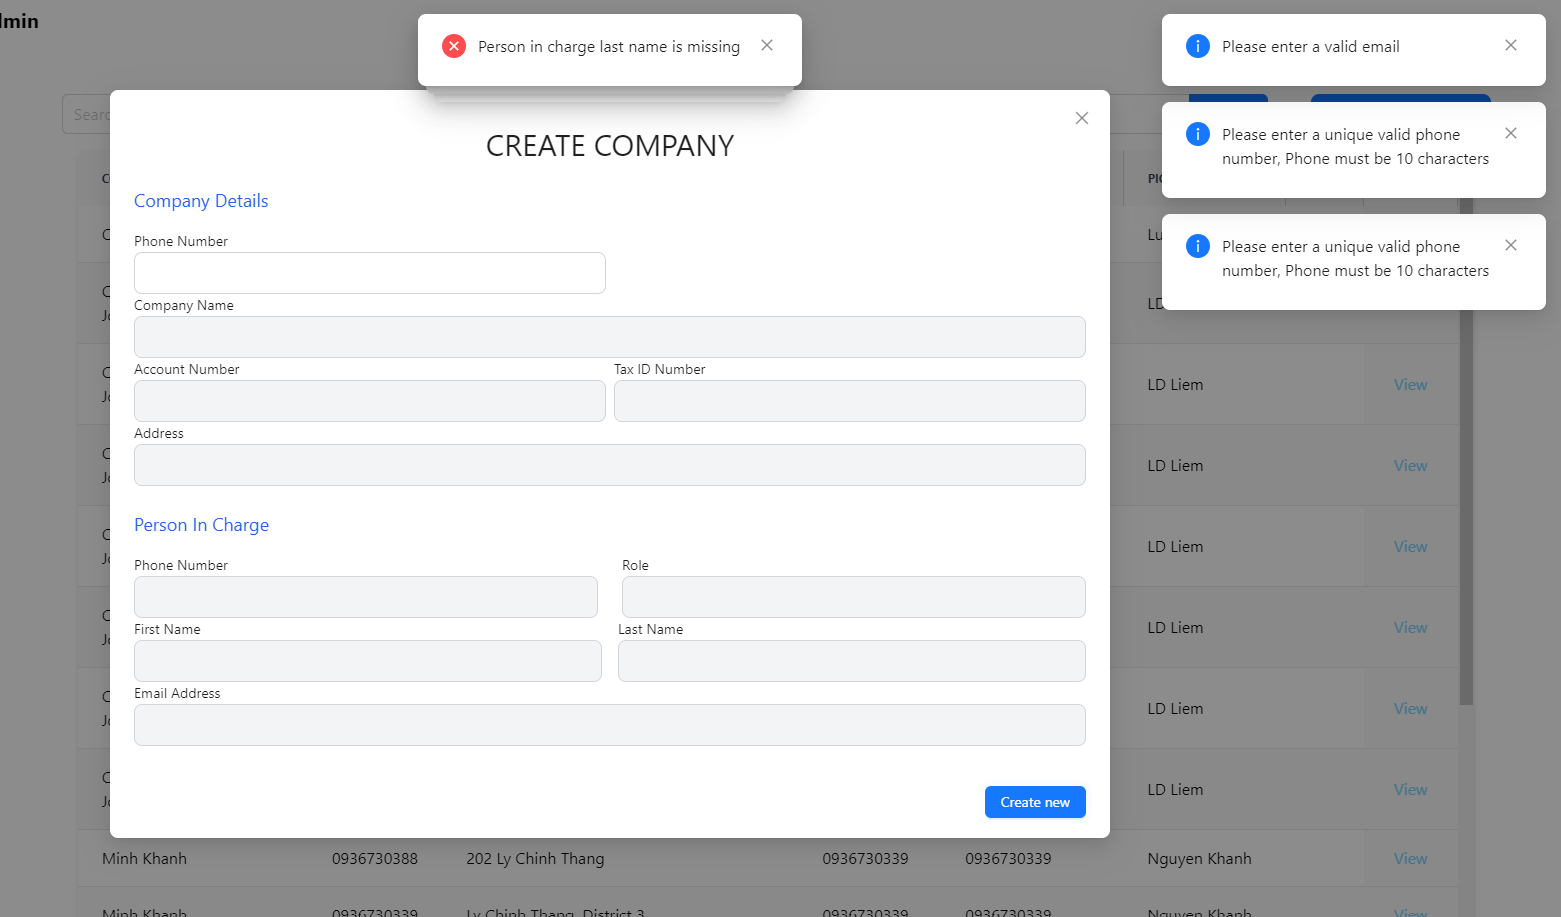 Person in charge last name is missing
Please enter a valid email
Please enter a unique valid phone
number, Phone must be 10 characters
Please enter a unique valid phone
number, Phone must be 10 characters
CREATE COMPANY
Company Details
Phone Number
Company Name
Account Number Tax ID Number
Address
Person In Charge
Phone Number Role
First Name Last Name
Email Address
Create new
LD Liem View
LD Liem View
LD Liem View
LD Liem View
LD Liem View
LD Liem View
Minh Khanh 0936730388 202 Ly Chinh Thang 0936730339 0936730339 Nguyen Khanh View
Minh Khanh 0936730339 Ly Chinh Thang, District 3 0936730339 0936730339 Nguyen Khanh View